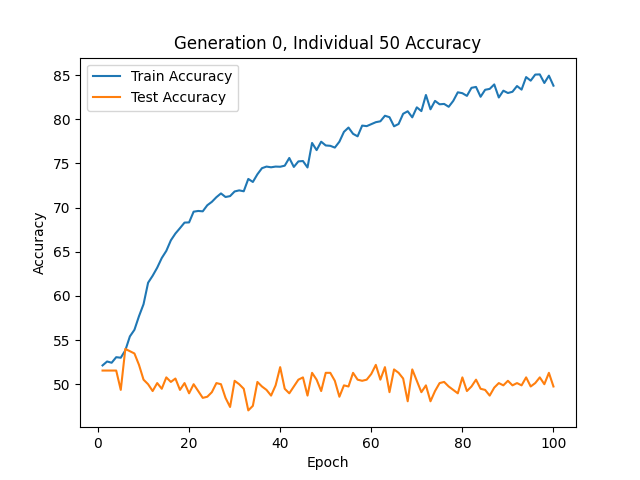 Generation 0, Individual 50 Accuracy
Train Accuracy
Test Accuracy
85
80
75
70
65
60
55
50
Accuracy
0 20 40 60 80 100
Epoch